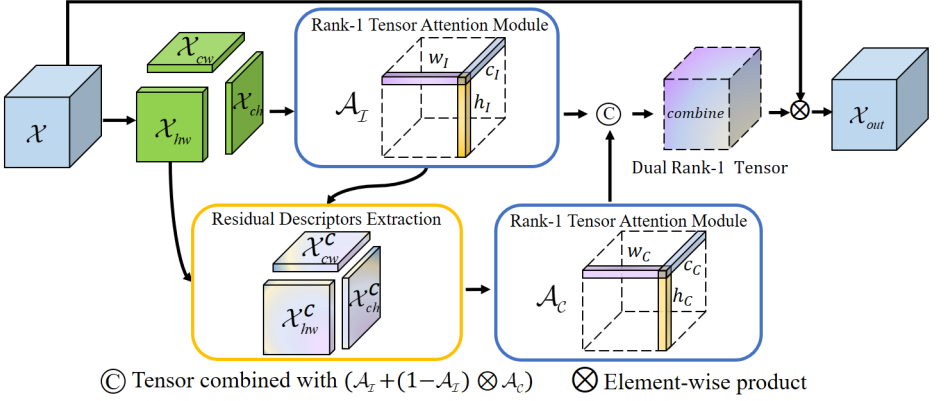 Rank-1 Tensor Attention Module
𝒳
𝒳cw
𝒳hw
𝒳ch
𝒜ℐ
wI
cI
hI
©
combine
⊗
𝒳out
Dual Rank-1 Tensor
Residual Descriptors Extraction
𝒳cw^C
𝒳hw^C
𝒳ch^C
Rank-1 Tensor Attention Module
𝒜𝒞
wC
cC
hC
© Tensor combined with (𝒜ℐ+(1−𝒜ℐ) ⊗ 𝒜𝒞) ⊗ Element-wise product